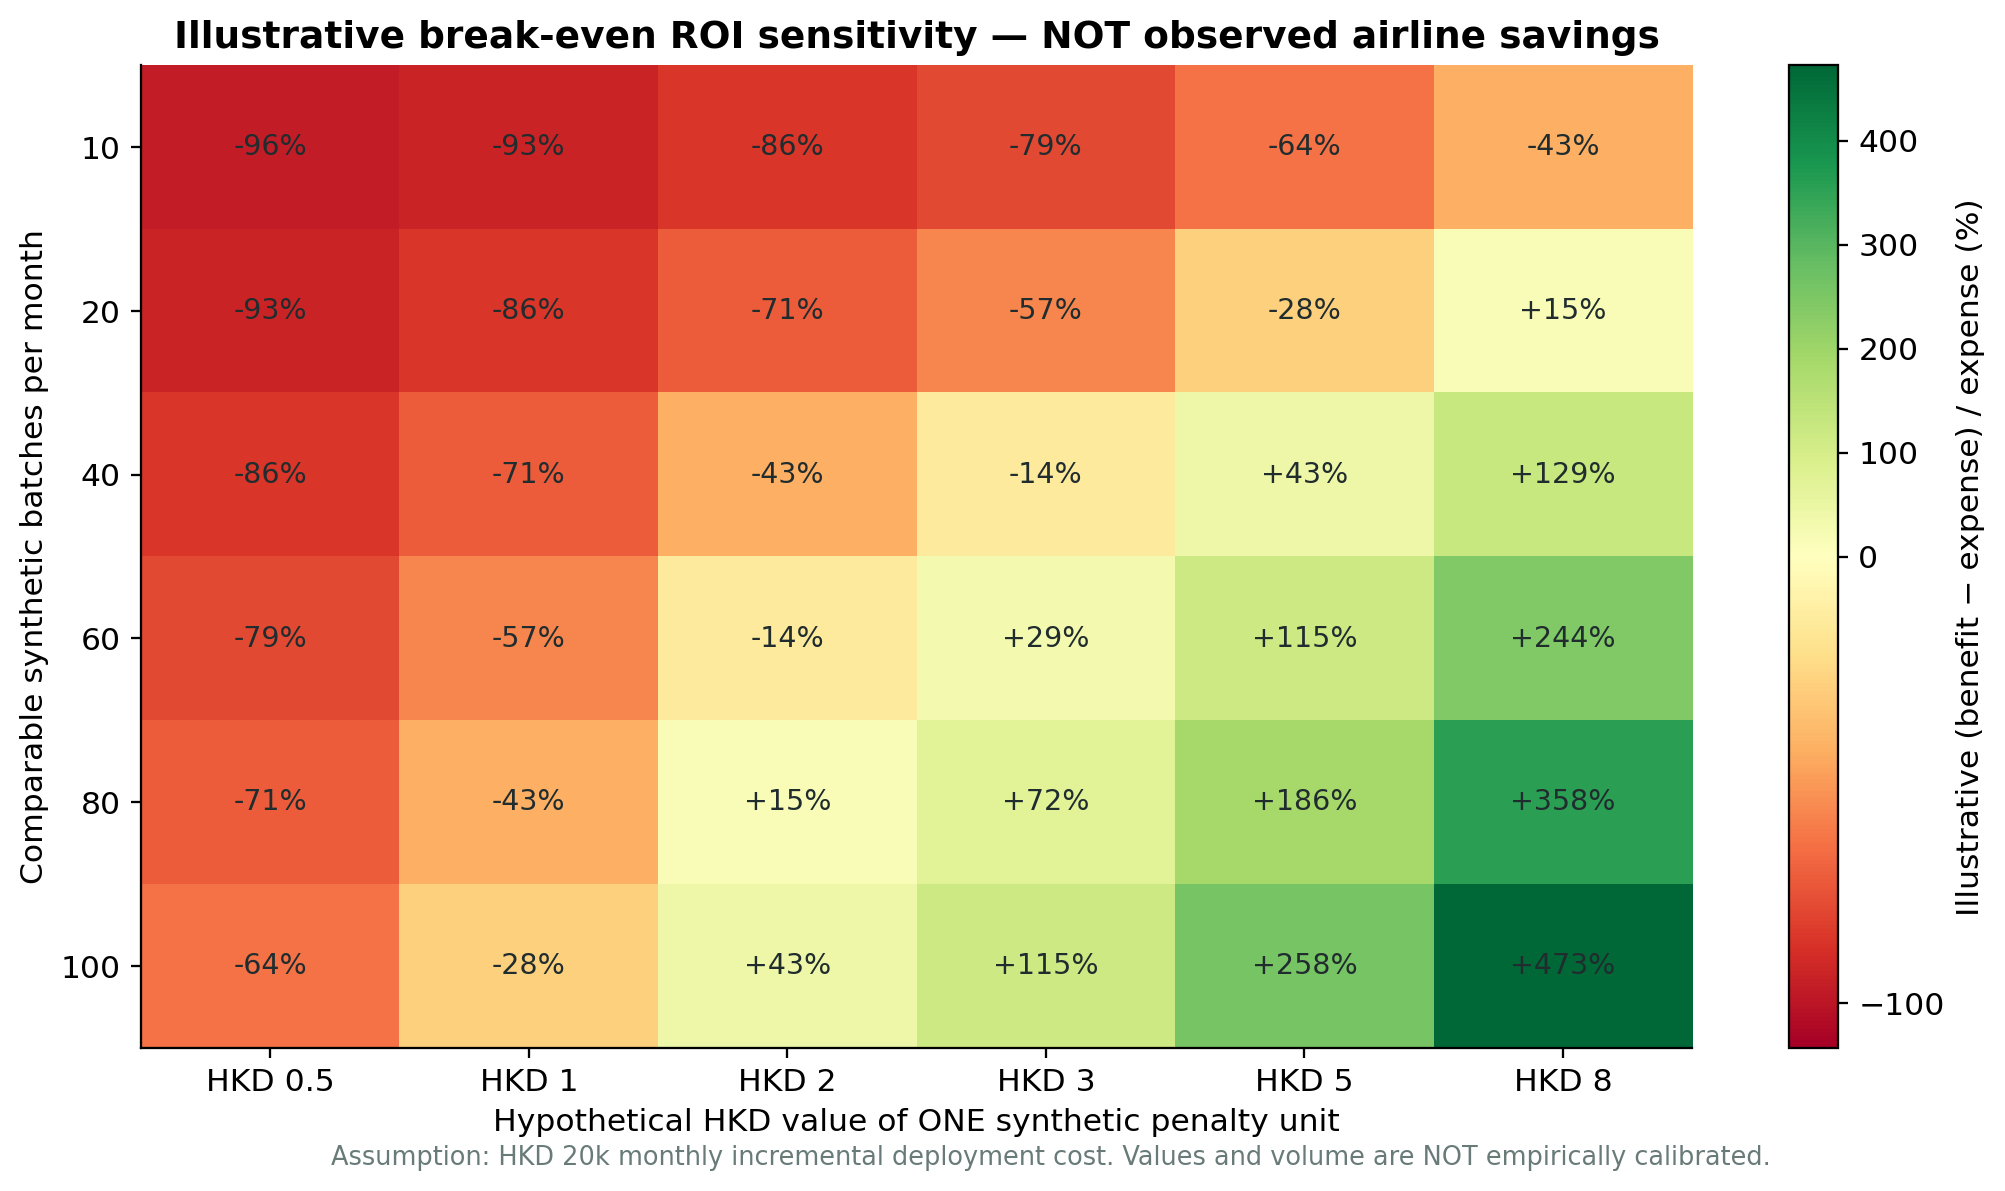 Illustrative break-even ROI sensitivity — NOT observed airline savings
Comparable synthetic batches per month
10 -96% -93% -86% -79% -64% -43%
20 -93% -86% -71% -57% -28% +15%
40 -86% -71% -43% -14% +43% +129%
60 -79% -57% -14% +29% +115% +244%
80 -71% -43% +15% +72% +186% +358%
100 -64% -28% +43% +115% +258% +473%
HKD 0.5 HKD 1 HKD 2 HKD 3 HKD 5 HKD 8
Hypothetical HKD value of ONE synthetic penalty unit
Assumption: HKD 20k monthly incremental deployment cost. Values and volume are NOT empirically calibrated.
400
300
200
100
0
−100
Illustrative (benefit − expense) / expense (%)